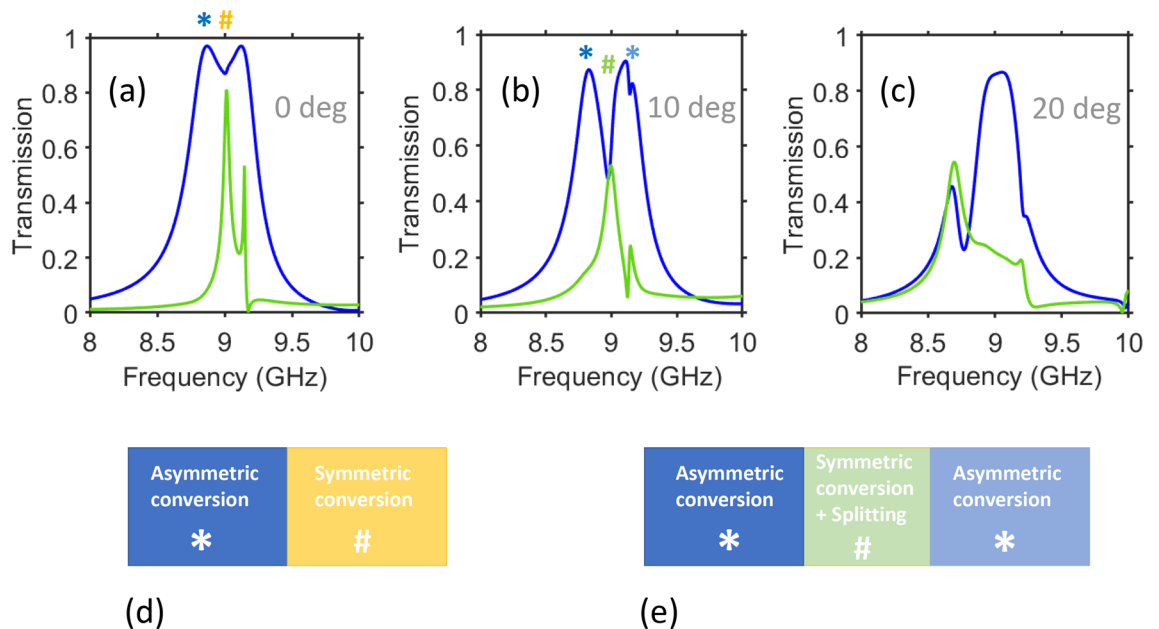 * #
1
(a)
0 deg
0.8
0.6
0.4
0.2
0
8 8.5 9 9.5 10
Transmission
Frequency (GHz)
* # *
1
(b)
10 deg
0.8
0.6
0.4
0.2
0
8 8.5 9 9.5 10
Transmission
Frequency (GHz)
1
(c)
20 deg
0.8
0.6
0.4
0.2
0
8 8.5 9 9.5 10
Transmission
Frequency (GHz)
Asymmetric
conversion
*
Symmetric
conversion
#
(d)
Asymmetric
conversion
*
Symmetric
conversion
+ Splitting
#
Asymmetric
conversion
*
(e)